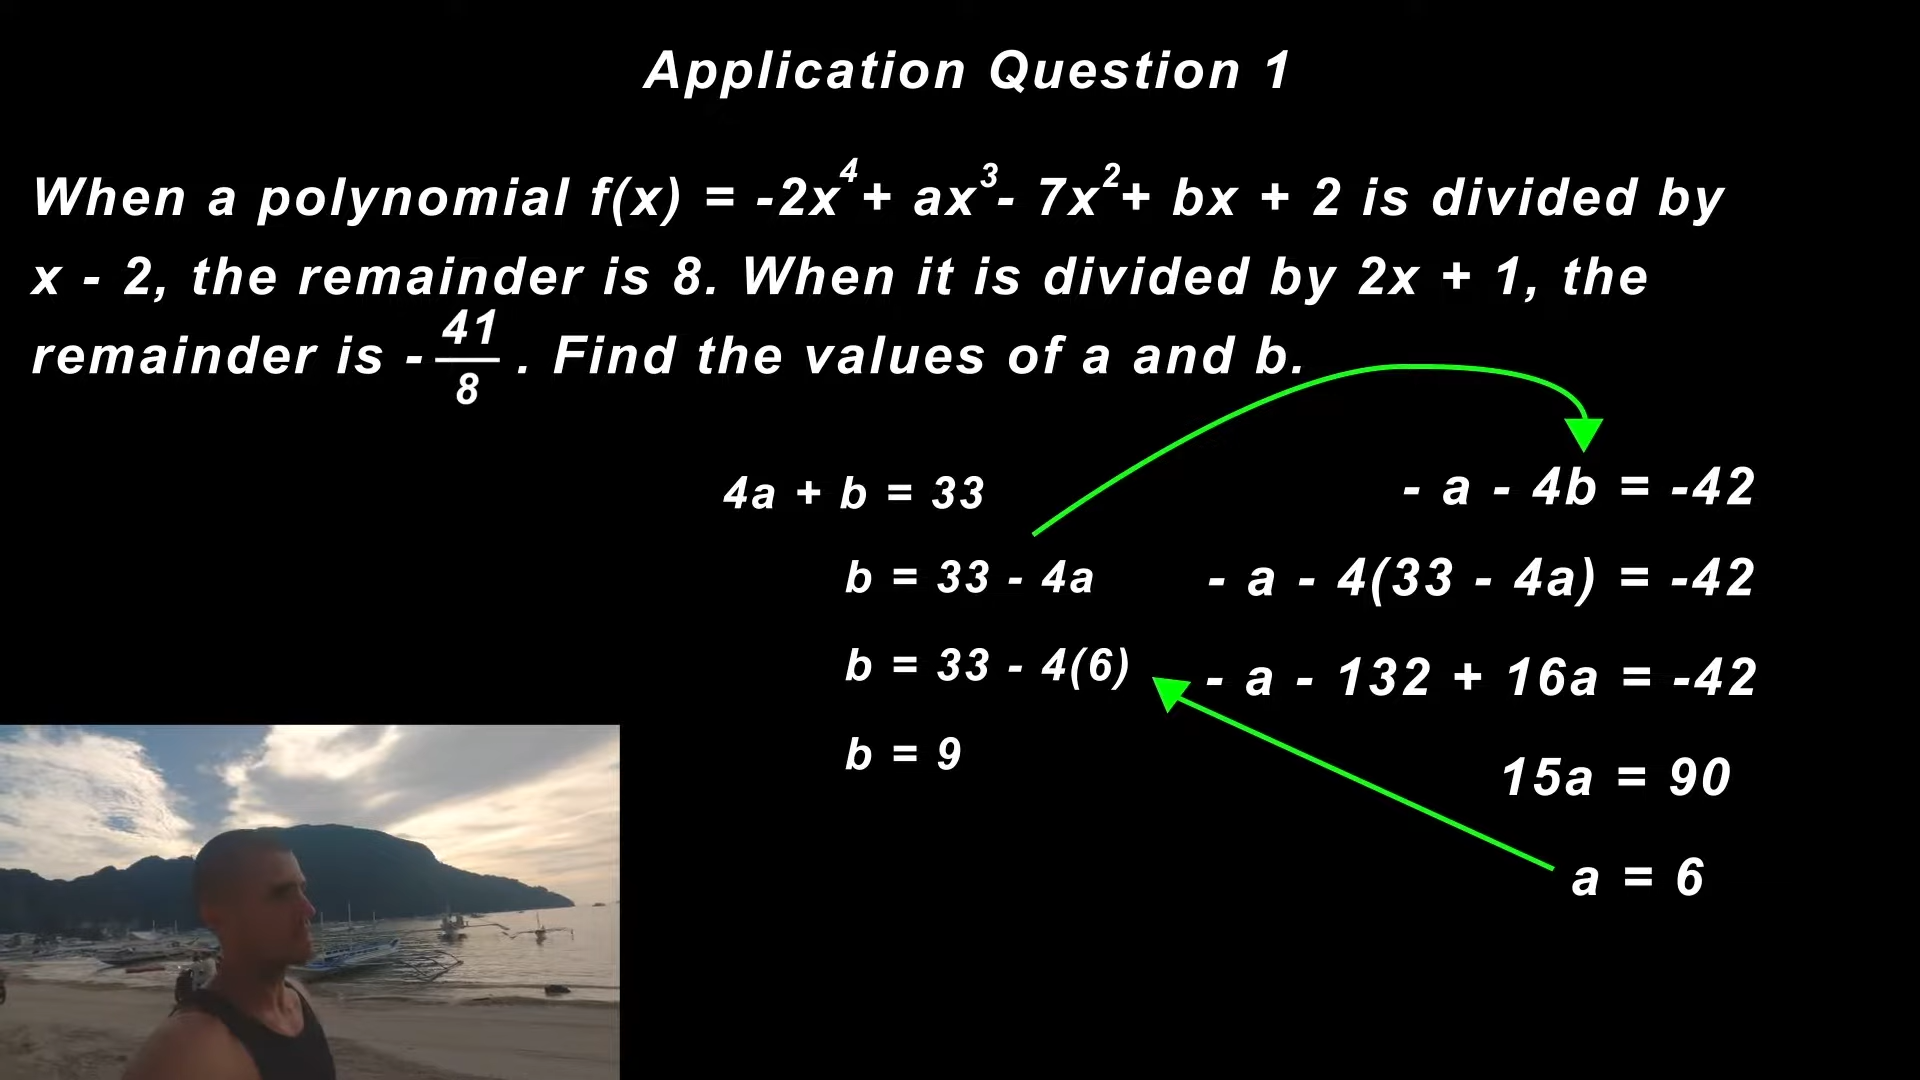 Application Question 1
When a polynomial f(x) = -2x⁴ + ax³ - 7x² + bx + 2 is divided by
x - 2, the remainder is 8. When it is divided by 2x + 1, the
remainder is -41/8 . Find the values of a and b.
4a + b = 33
b = 33 - 4a
b = 33 - 4(6)
b = 9
- a - 4b = -42
- a - 4(33 - 4a) = -42
- a - 132 + 16a = -42
15a = 90
a = 6